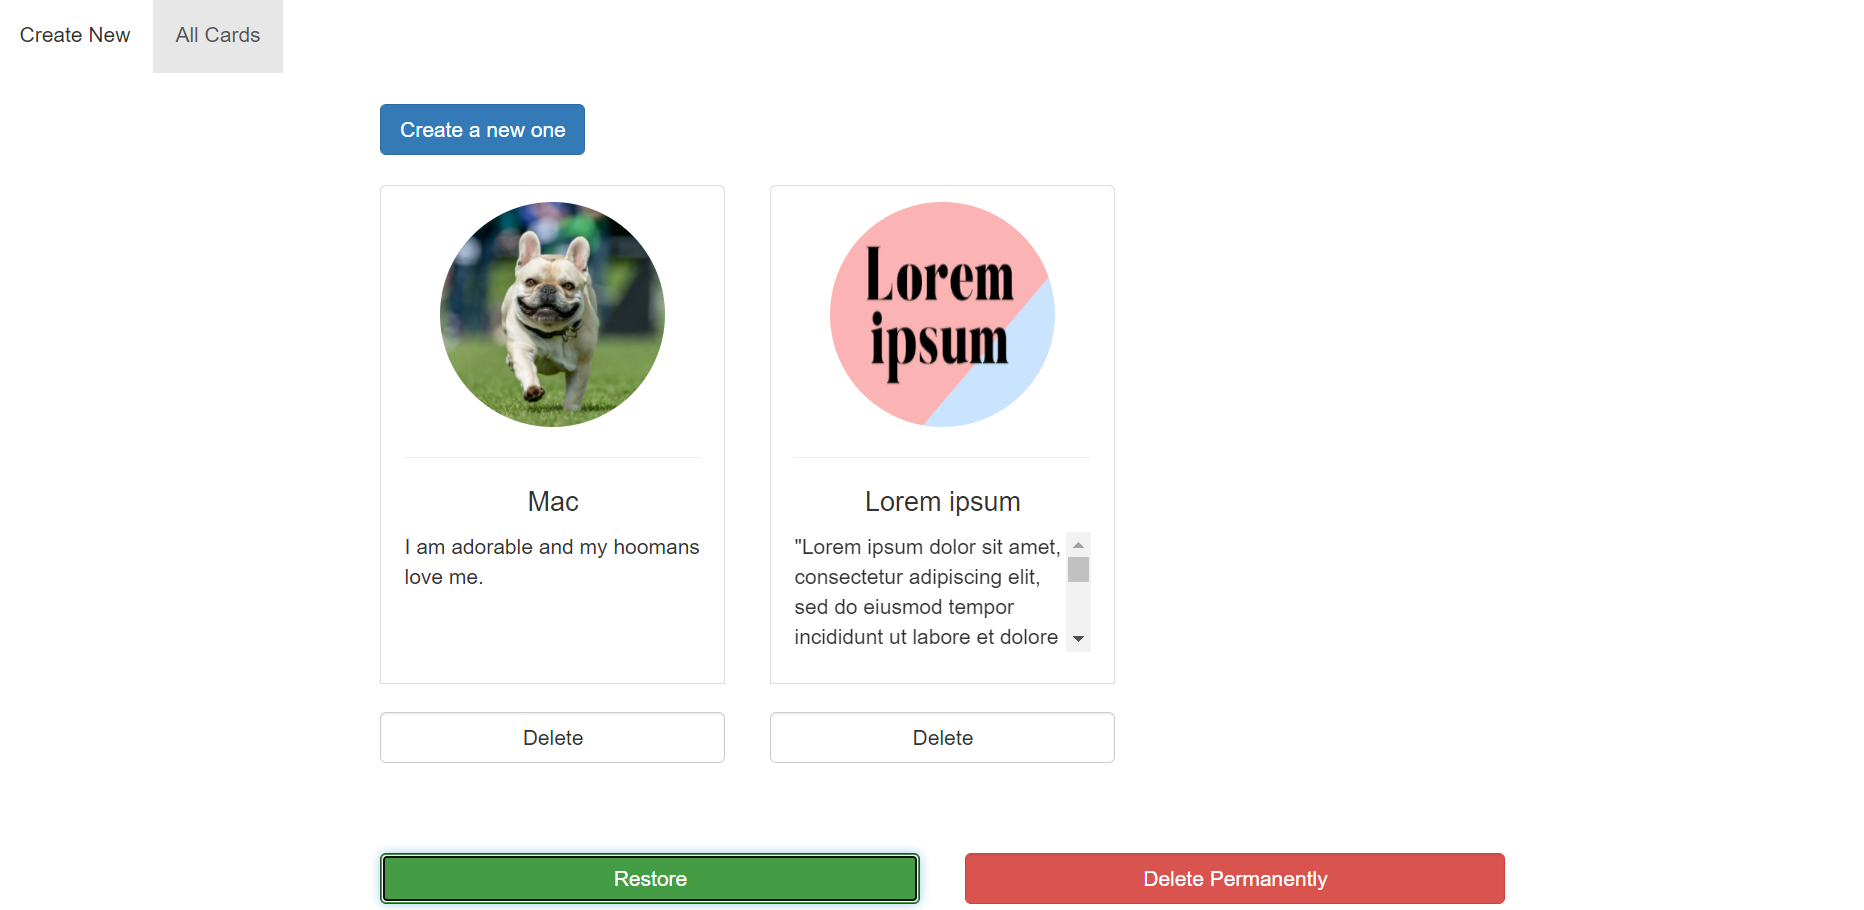 Create New
All Cards
Create a new one
Lorem
ipsum
Mac
I am adorable and my hoomans
love me.
Lorem ipsum
"Lorem ipsum dolor sit amet,
consectetur adipiscing elit,
sed do eiusmod tempor
incididunt ut labore et dolore
Delete
Delete
Restore
Delete Permanently